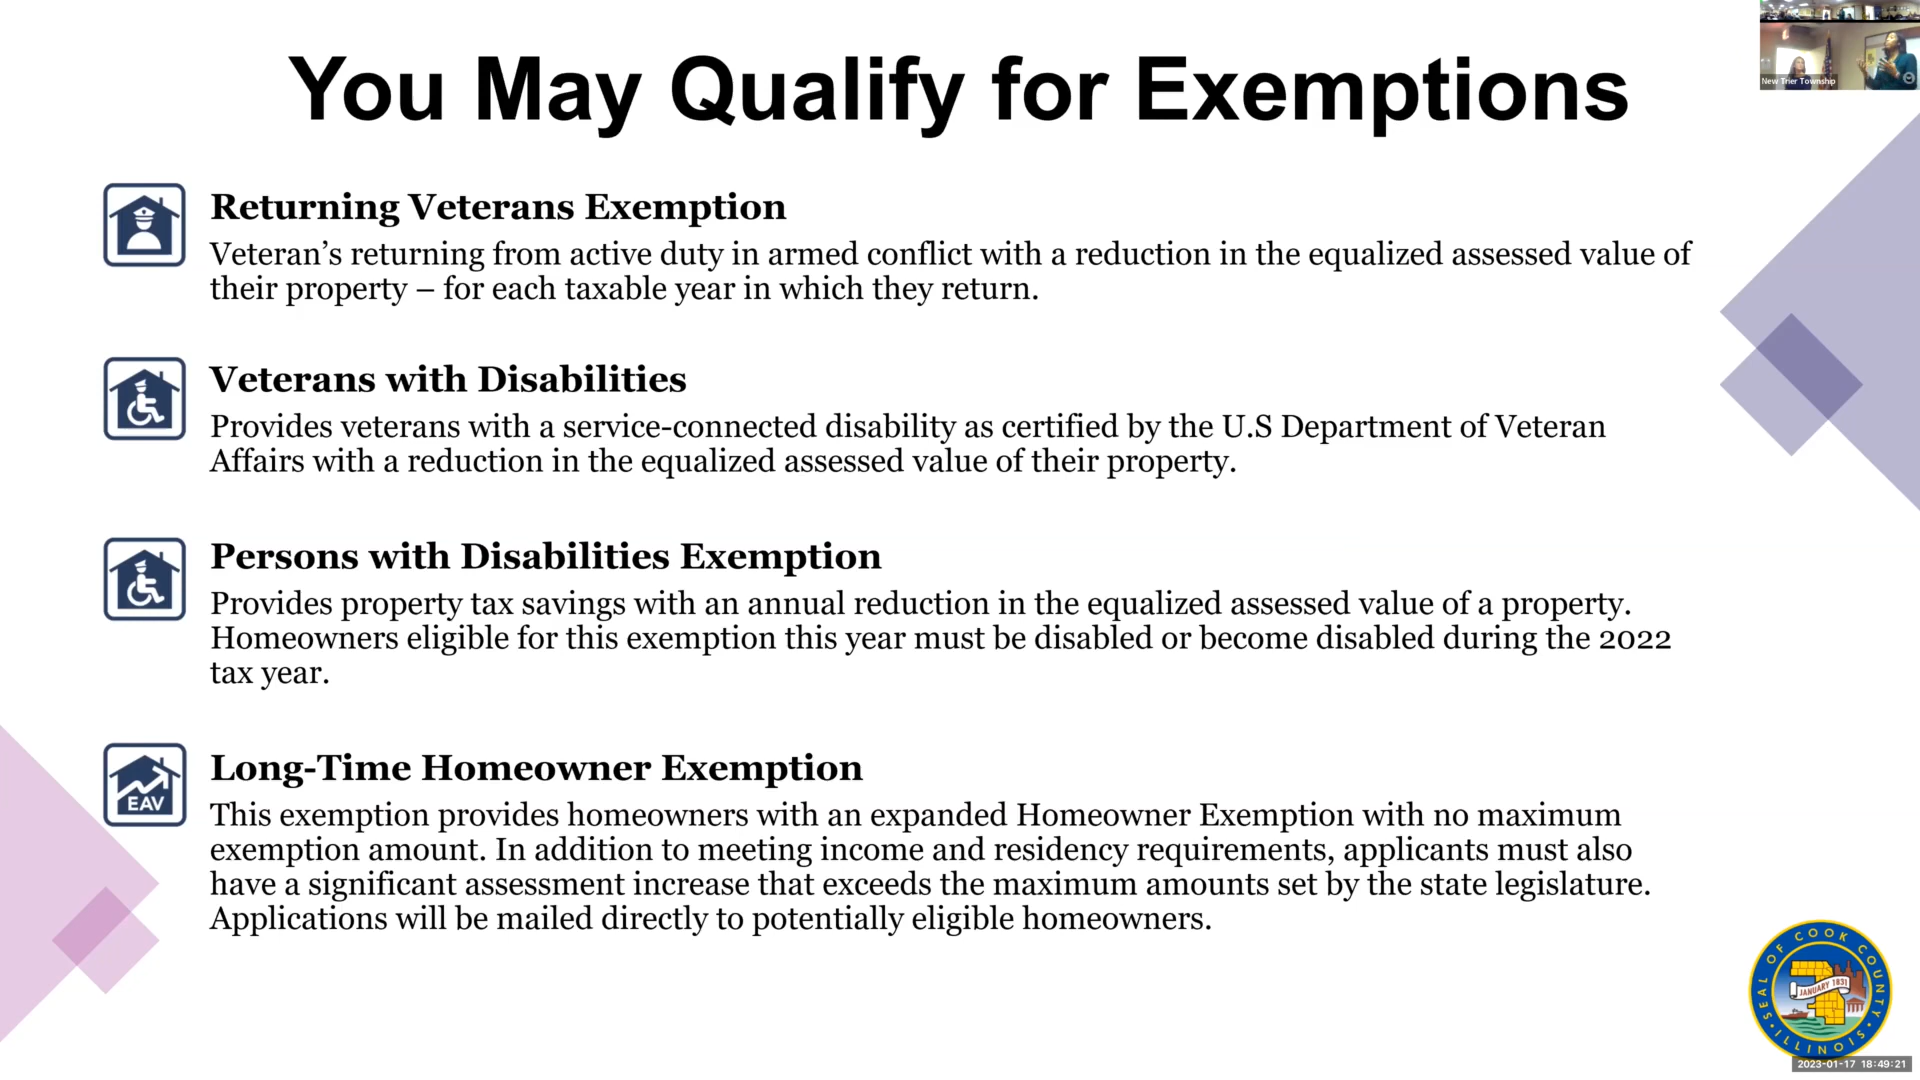 You May Qualify for Exemptions
New Trier Township
Returning Veterans Exemption
Veteran’s returning from active duty in armed conflict with a reduction in the equalized assessed value of
their property – for each taxable year in which they return.
Veterans with Disabilities
Provides veterans with a service-connected disability as certified by the U.S Department of Veteran
Affairs with a reduction in the equalized assessed value of their property.
Persons with Disabilities Exemption
Provides property tax savings with an annual reduction in the equalized assessed value of a property.
Homeowners eligible for this exemption this year must be disabled or become disabled during the 2022
tax year.
EAV
Long-Time Homeowner Exemption
This exemption provides homeowners with an expanded Homeowner Exemption with no maximum
exemption amount. In addition to meeting income and residency requirements, applicants must also
have a significant assessment increase that exceeds the maximum amounts set by the state legislature.
Applications will be mailed directly to potentially eligible homeowners.
SEAL OF COOK COUNTY
JANUARY 1831
ILLINOIS
2023-01-17 18:49:21